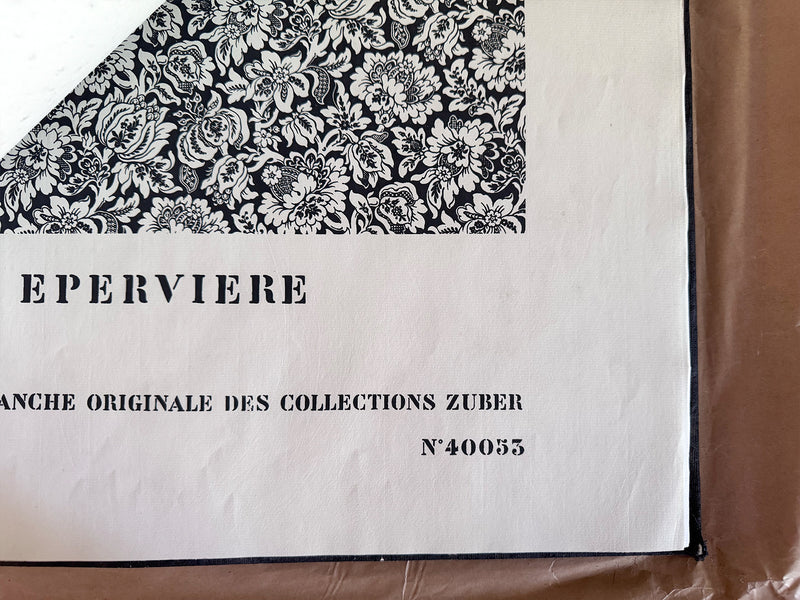 EPERVIERE
ANCHE ORIGINALE DES COLLECTIONS ZUBER
N°40053